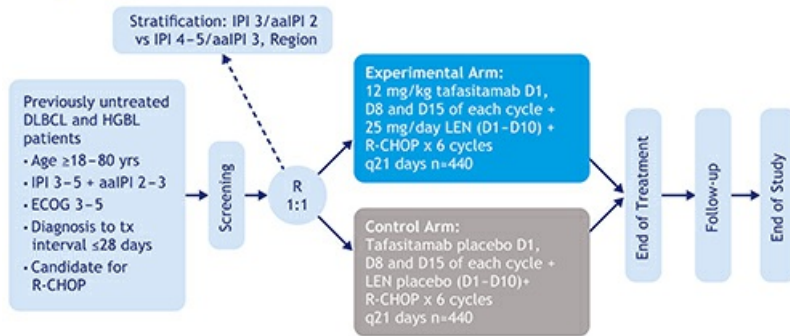 Stratification: IPI 3/aaIPI 2
vs IPI 4-5/aaIPI 3, Region
Previously untreated
DLBCL and HGBL
patients
• Age ≥18-80 yrs
• IPI 3-5 + aaIPI 2-3
• ECOG 3-5
• Diagnosis to tx
interval ≤28 days
• Candidate for
R-CHOP
Screening
R
1:1
Experimental Arm:
12 mg/kg tafasitamab D1,
D8 and D15 of each cycle +
25 mg/day LEN (D1-D10) +
R-CHOP x 6 cycles
q21 days n=440
Control Arm:
Tafasitamab placebo D1,
D8 and D15 of each cycle +
LEN placebo (D1-D10)+
R-CHOP x 6 cycles
q21 days n=440
End of Treatment
Follow-up
End of Study